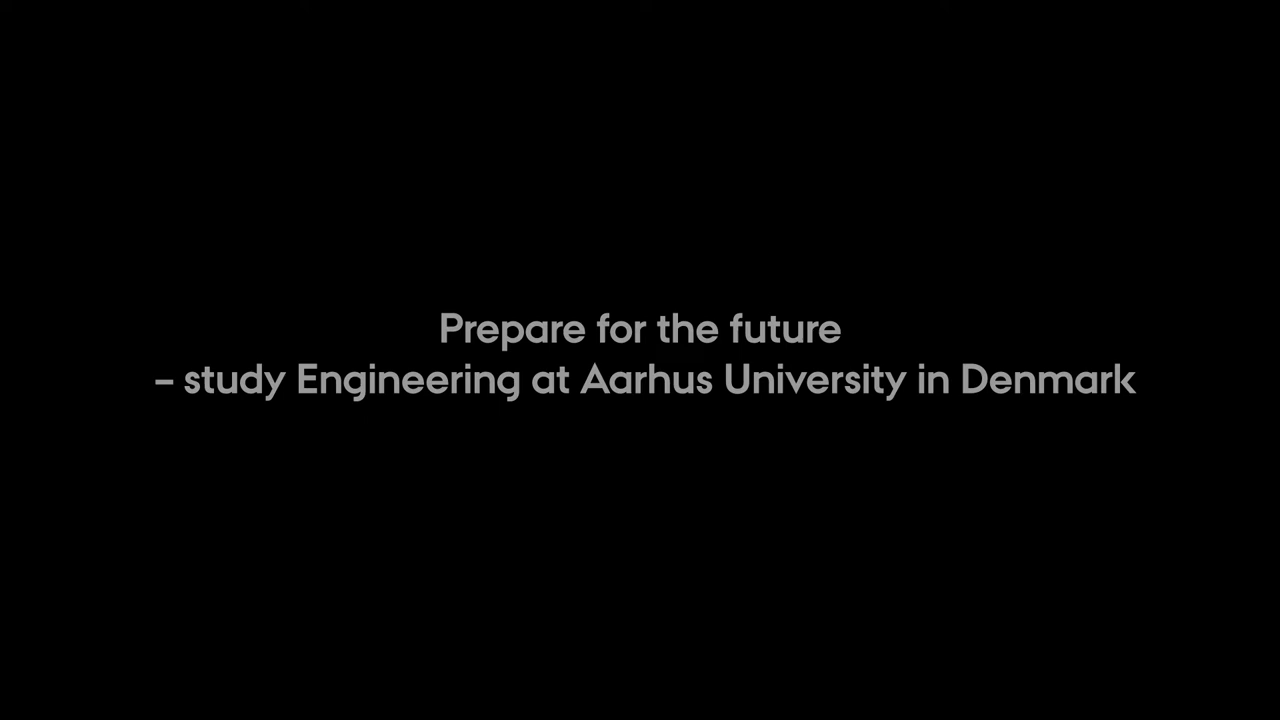 Prepare for the future
– study Engineering at Aarhus University in Denmark